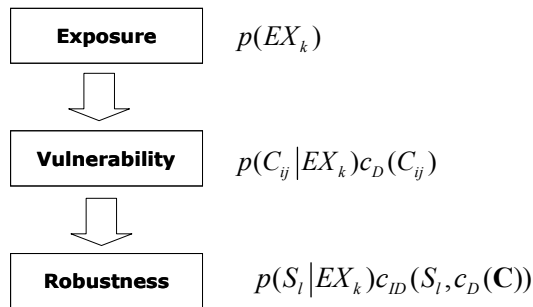 Exposure p(EX_k)
Vulnerability p(C_ij|EX_k)c_D(C_ij)
Robustness p(S_l|EX_k)c_ID(S_l,c_D(C))